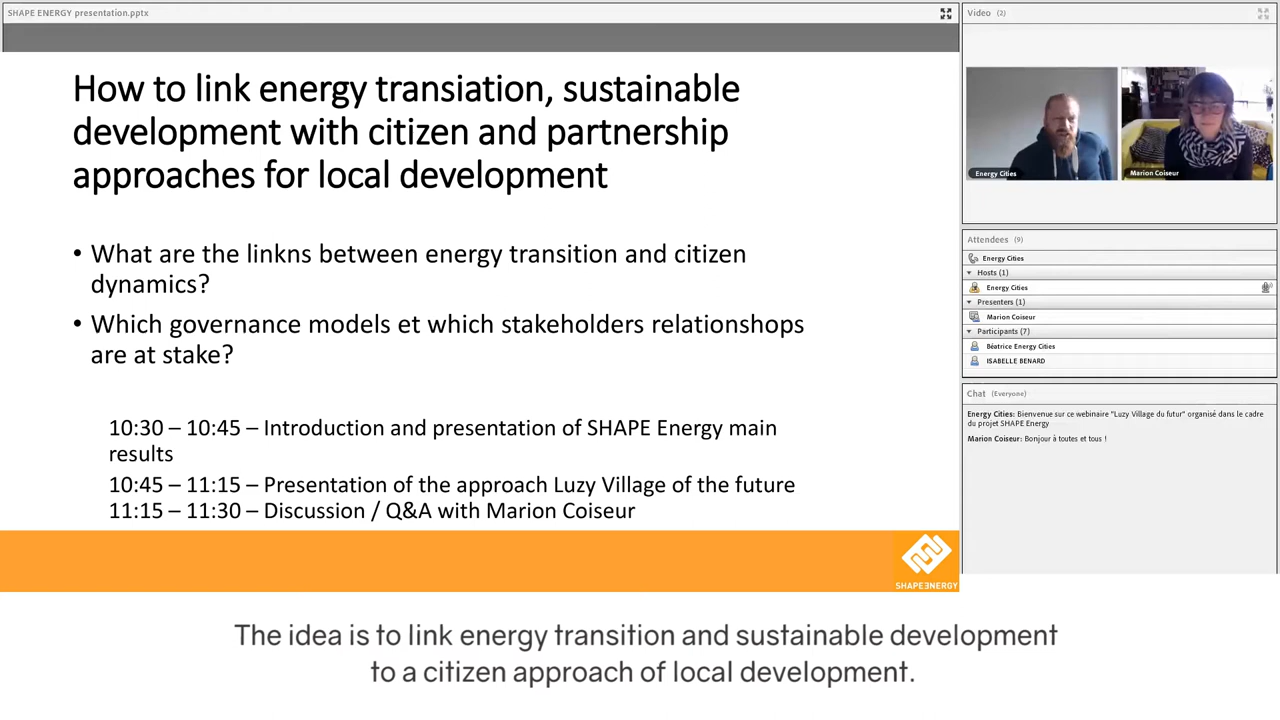 SHAPE ENERGY presentation.pptx
How to link energy transiation, sustainable
development with citizen and partnership
approaches for local development
• What are the linkns between energy transition and citizen
dynamics?
• Which governance models et which stakeholders relationshops
are at stake?
10:30 – 10:45 – Introduction and presentation of SHAPE Energy main
results
10:45 – 11:15 – Presentation of the approach Luzy Village of the future
11:15 – 11:30 – Discussion / Q&A with Marion Coiseur
SHAPE ENERGY
Video (2)
Energy Cities
Marion Coiseur
Attendees (9)
Energy Cities
Hosts (1)
Energy Cities
Presenters (1)
Marion Coiseur
Participants (7)
Béatrice Energy Cities
ISABELLE BENARD
Chat (Everyone)
Energy Cities: Bienvenue sur ce webinaire "Luzy Village du futur" organisé dans le cadre
du projet SHAPE Energy
Marion Coiseur: Bonjour à toutes et tous !
The idea is to link energy transition and sustainable development
to a citizen approach of local development.